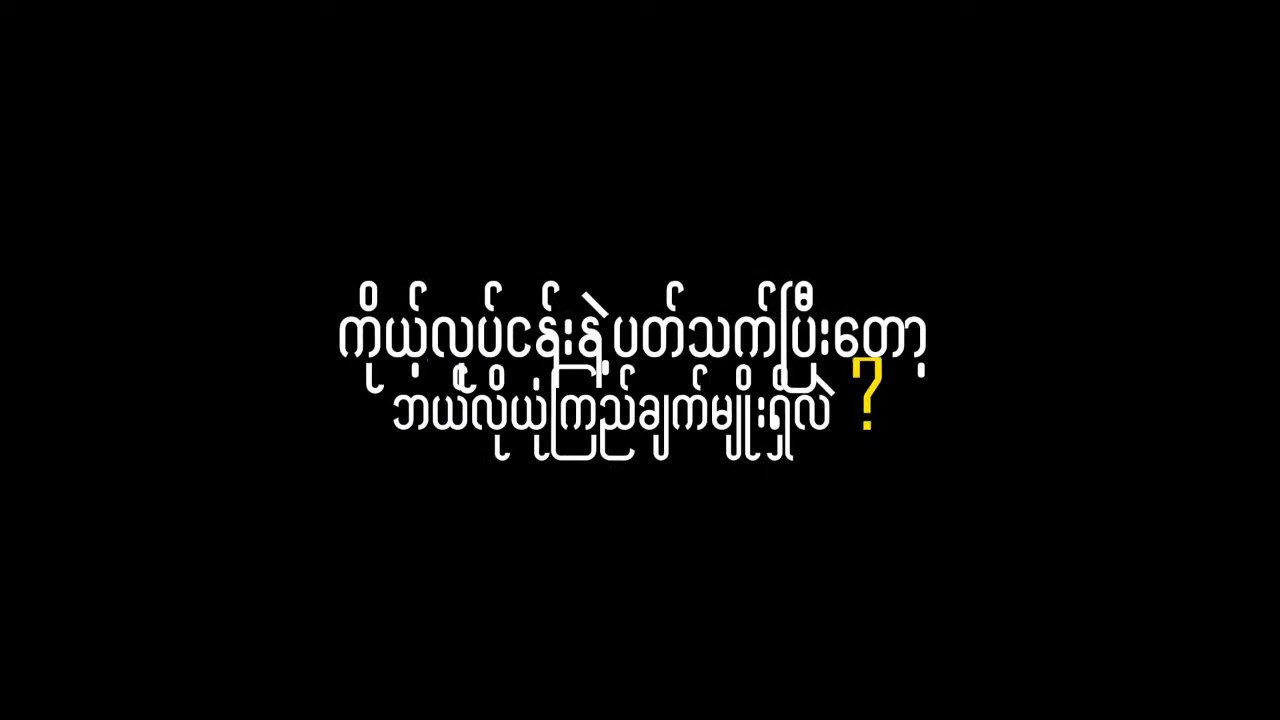 ကိုယ့်လုပ်ငန်းနဲ့ပတ်သက်ပြီးတော့
ဘယ်လိုယုံကြည်ချက်မျိုးရှိလဲ ?